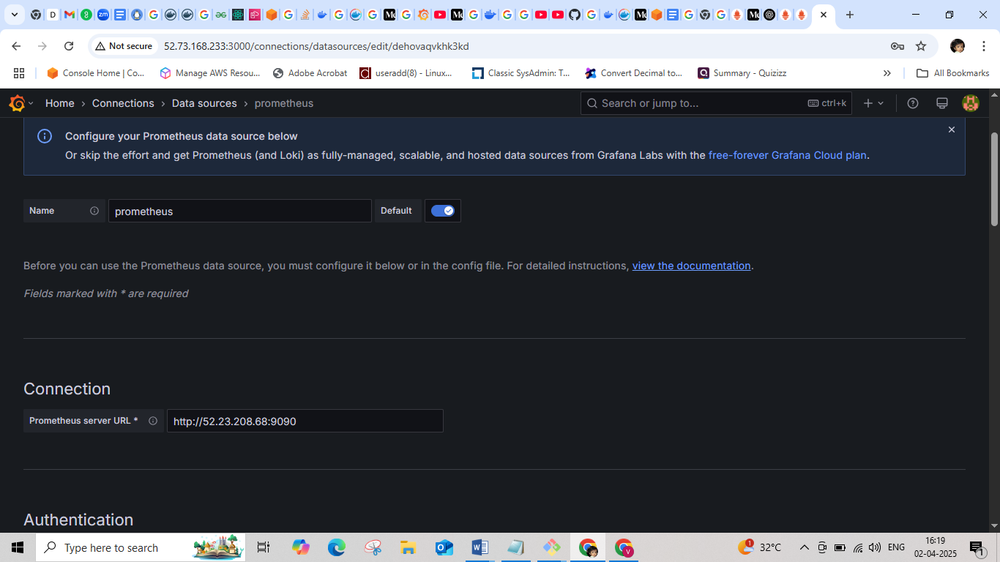 Not secure
52.73.168.233:3000/connections/datasources/edit/dehovaqvkhk3kd
Console Home | Co...
Manage AWS Resou...
Adobe Acrobat
useradd(8) - Linux...
Classic SysAdmin: T...
Convert Decimal to...
Summary - Quizizz
»
All Bookmarks
Home › Connections › Data sources › prometheus
Search or jump to...
ctrl+k
Configure your Prometheus data source below
Or skip the effort and get Prometheus (and Loki) as fully-managed, scalable, and hosted data sources from Grafana Labs with the free-forever Grafana Cloud plan.
Name
prometheus
Default
Before you can use the Prometheus data source, you must configure it below or in the config file. For detailed instructions, view the documentation.
Fields marked with * are required
Connection
Prometheus server URL *
http://52.23.208.68:9090
Authentication
Type here to search
1
32°C
ENG
16:19
02-04-2025
1